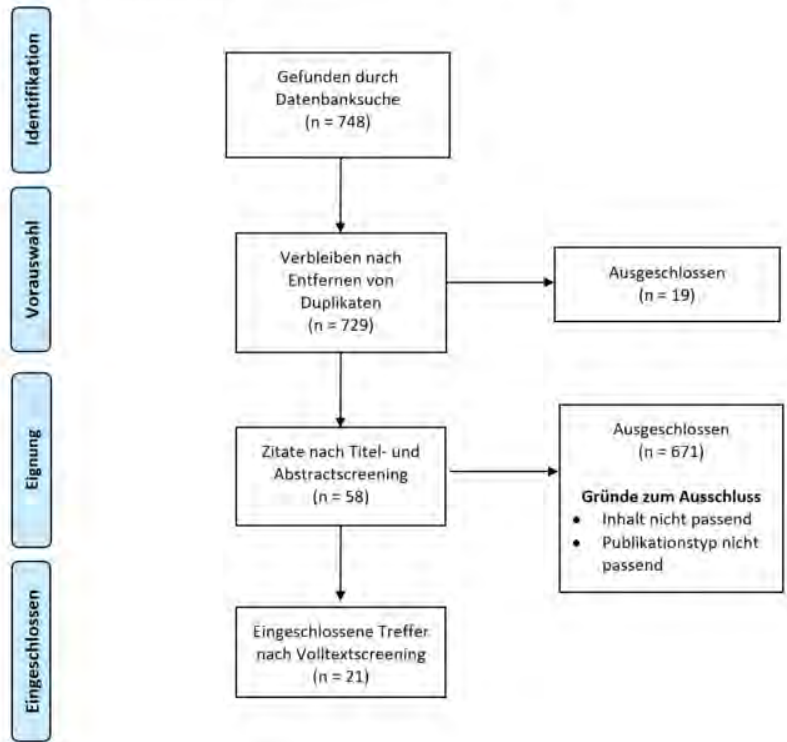 Identifikation
Gefunden durch
Datenbanksuche
(n = 748)
Vorauswahl
Verbleiben nach
Entfernen von
Duplikaten
(n = 729)
Ausgeschlossen
(n = 19)
Eignung
Zitate nach Titel- und
Abstractscreening
(n = 58)
Ausgeschlossen
(n = 671)
Gründe zum Ausschluss
• Inhalt nicht passend
• Publikationstyp nicht
passend
Eingeschlossen
Eingeschlossene Treffer
nach Volltextscreening
(n = 21)